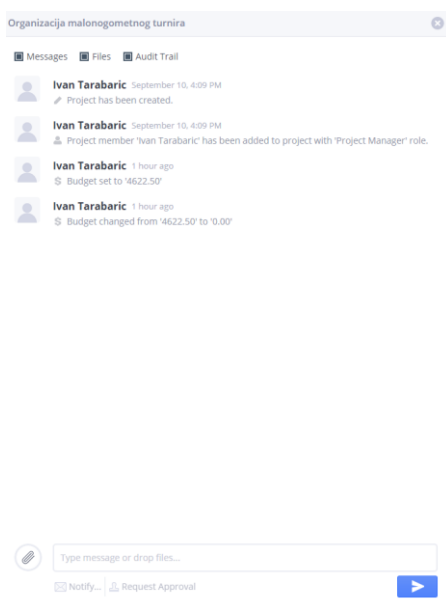 Organizacija malonogometnog turnira
Messages Files Audit Trail
Ivan Tarabaric September 10, 4:09 PM
Project has been created.
Ivan Tarabaric September 10, 4:09 PM
Project member 'Ivan Tarabaric' has been added to project with 'Project Manager' role.
Ivan Tarabaric 1 hour ago
$ Budget set to '4622.50'
Ivan Tarabaric 1 hour ago
$ Budget changed from '4622.50' to '0.00'
Type message or drop files...
Notify... Request Approval